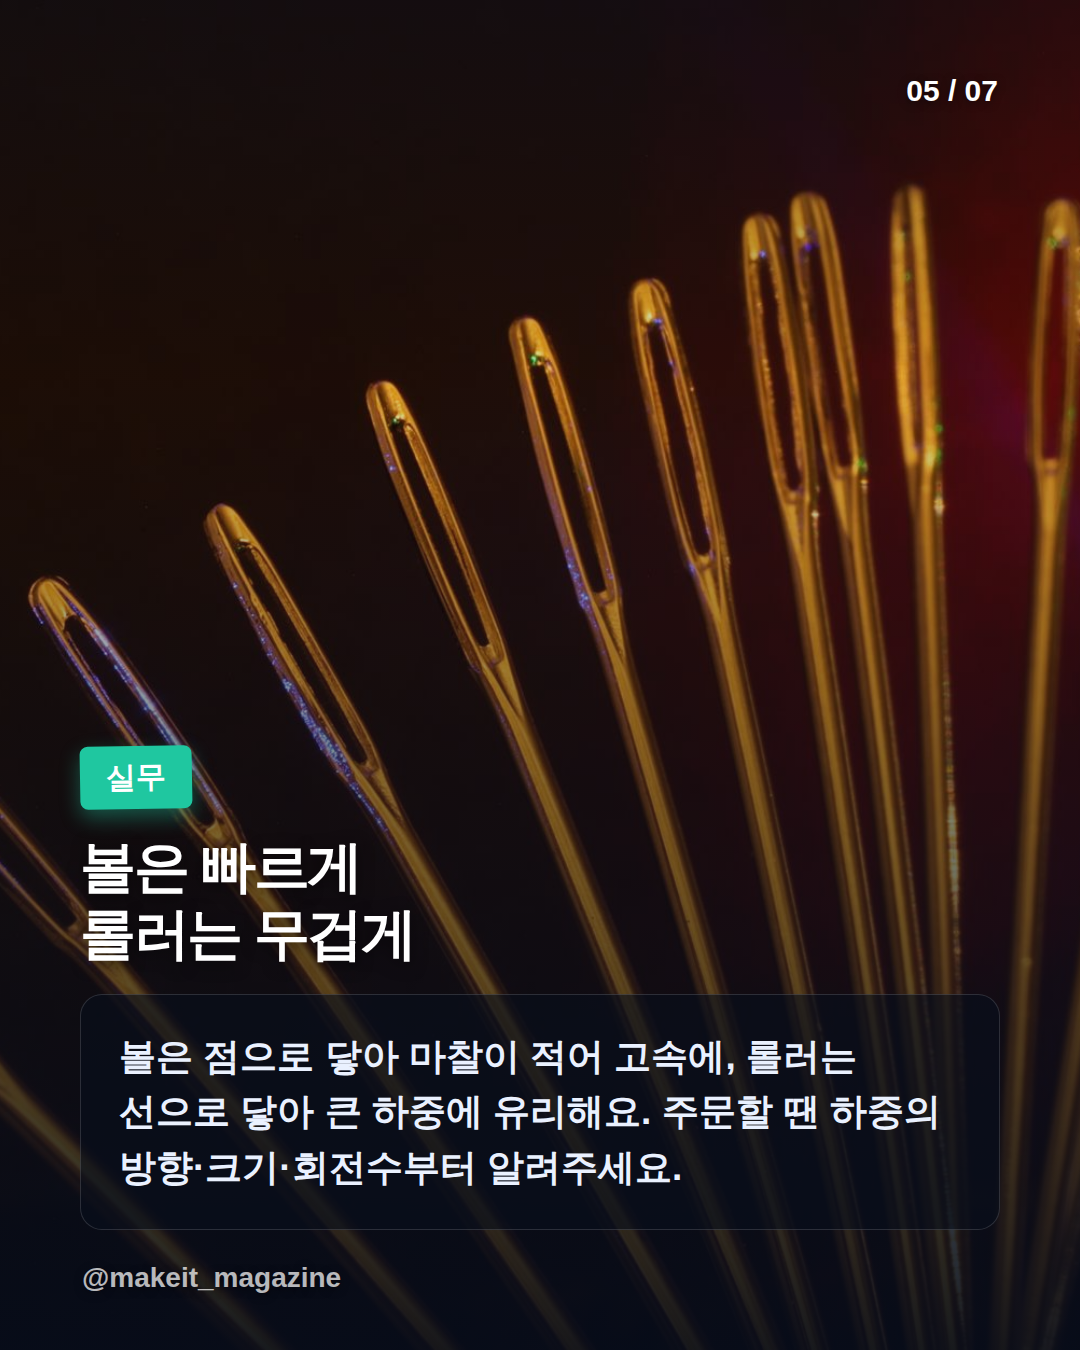 05 / 07
실무
볼은 빠르게
롤러는 무겁게
볼은 점으로 닿아 마찰이 적어 고속에, 롤러는
선으로 닿아 큰 하중에 유리해요. 주문할 땐 하중의
방향·크기·회전수부터 알려주세요.
@makeit_magazine